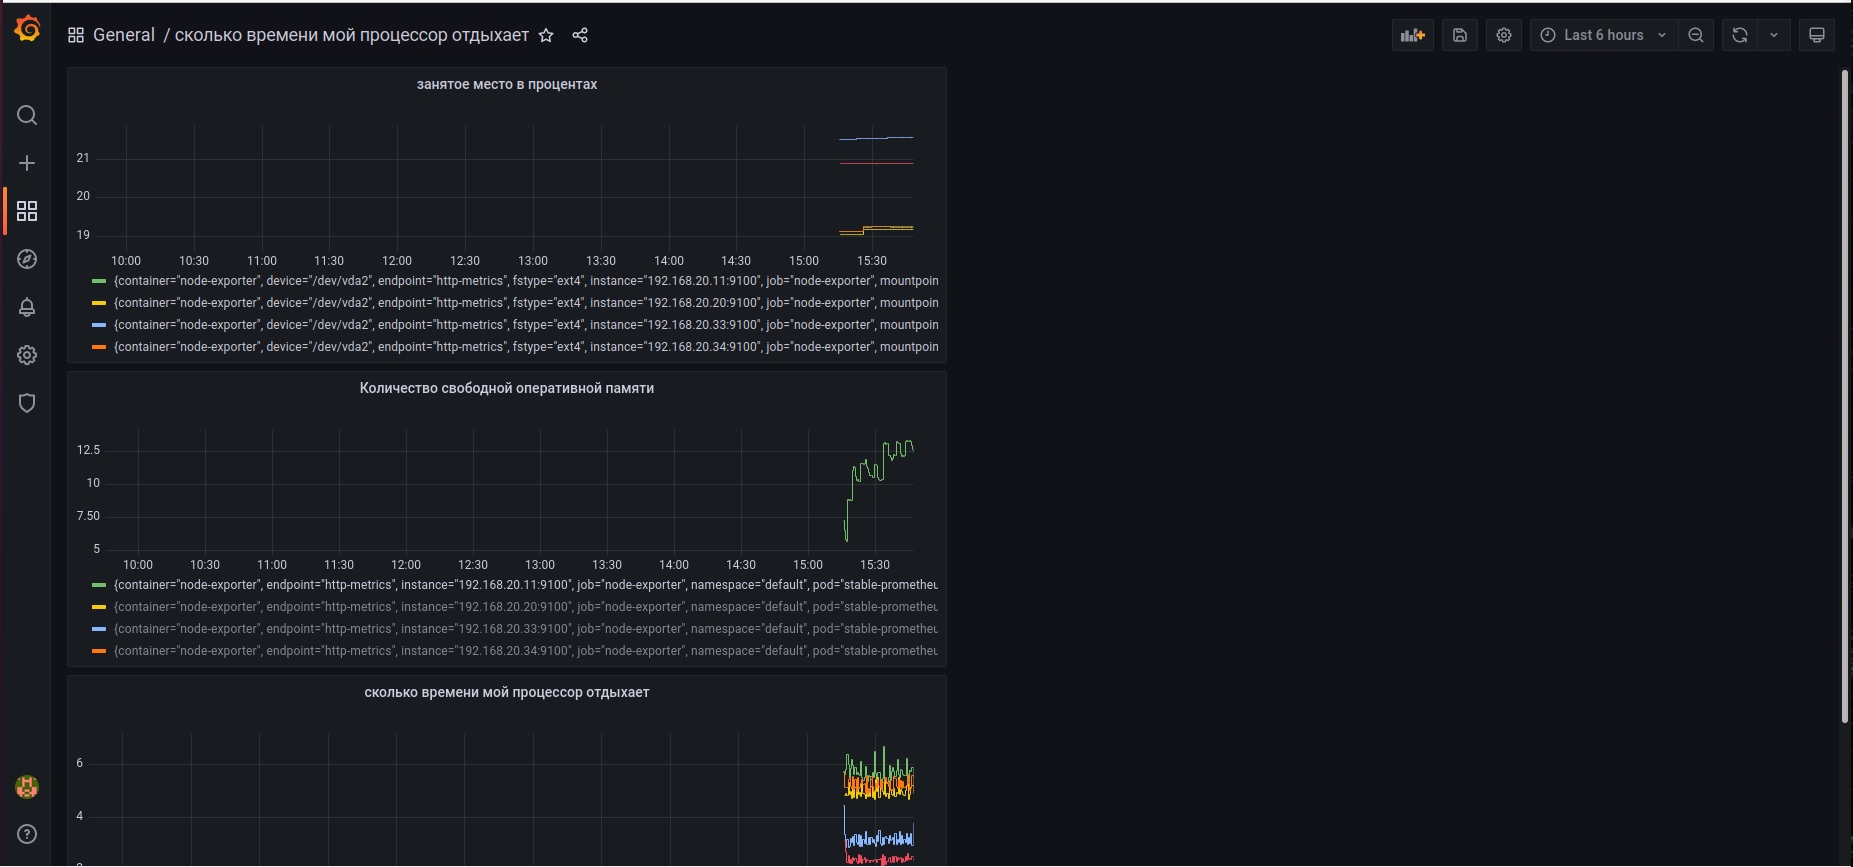 General / сколько времени мой процессор отдыхает
Last 6 hours
занятое место в процентах
21
20
19
10:00 10:30 11:00 11:30 12:00 12:30 13:00 13:30 14:00 14:30 15:00 15:30
{container="node-exporter", device="/dev/vda2", endpoint="http-metrics", fstype="ext4", instance="192.168.20.11:9100", job="node-exporter", mountpoin
{container="node-exporter", device="/dev/vda2", endpoint="http-metrics", fstype="ext4", instance="192.168.20.20:9100", job="node-exporter", mountpoin
{container="node-exporter", device="/dev/vda2", endpoint="http-metrics", fstype="ext4", instance="192.168.20.33:9100", job="node-exporter", mountpoin
{container="node-exporter", device="/dev/vda2", endpoint="http-metrics", fstype="ext4", instance="192.168.20.34:9100", job="node-exporter", mountpoin
Количество свободной оперативной памяти
12.5
10
7.50
5
10:00 10:30 11:00 11:30 12:00 12:30 13:00 13:30 14:00 14:30 15:00 15:30
{container="node-exporter", endpoint="http-metrics", instance="192.168.20.11:9100", job="node-exporter", namespace="default", pod="stable-prometheu
{container="node-exporter", endpoint="http-metrics", instance="192.168.20.20:9100", job="node-exporter", namespace="default", pod="stable-prometheu
{container="node-exporter", endpoint="http-metrics", instance="192.168.20.33:9100", job="node-exporter", namespace="default", pod="stable-prometheu
{container="node-exporter", endpoint="http-metrics", instance="192.168.20.34:9100", job="node-exporter", namespace="default", pod="stable-prometheu
сколько времени мой процессор отдыхает
6
4